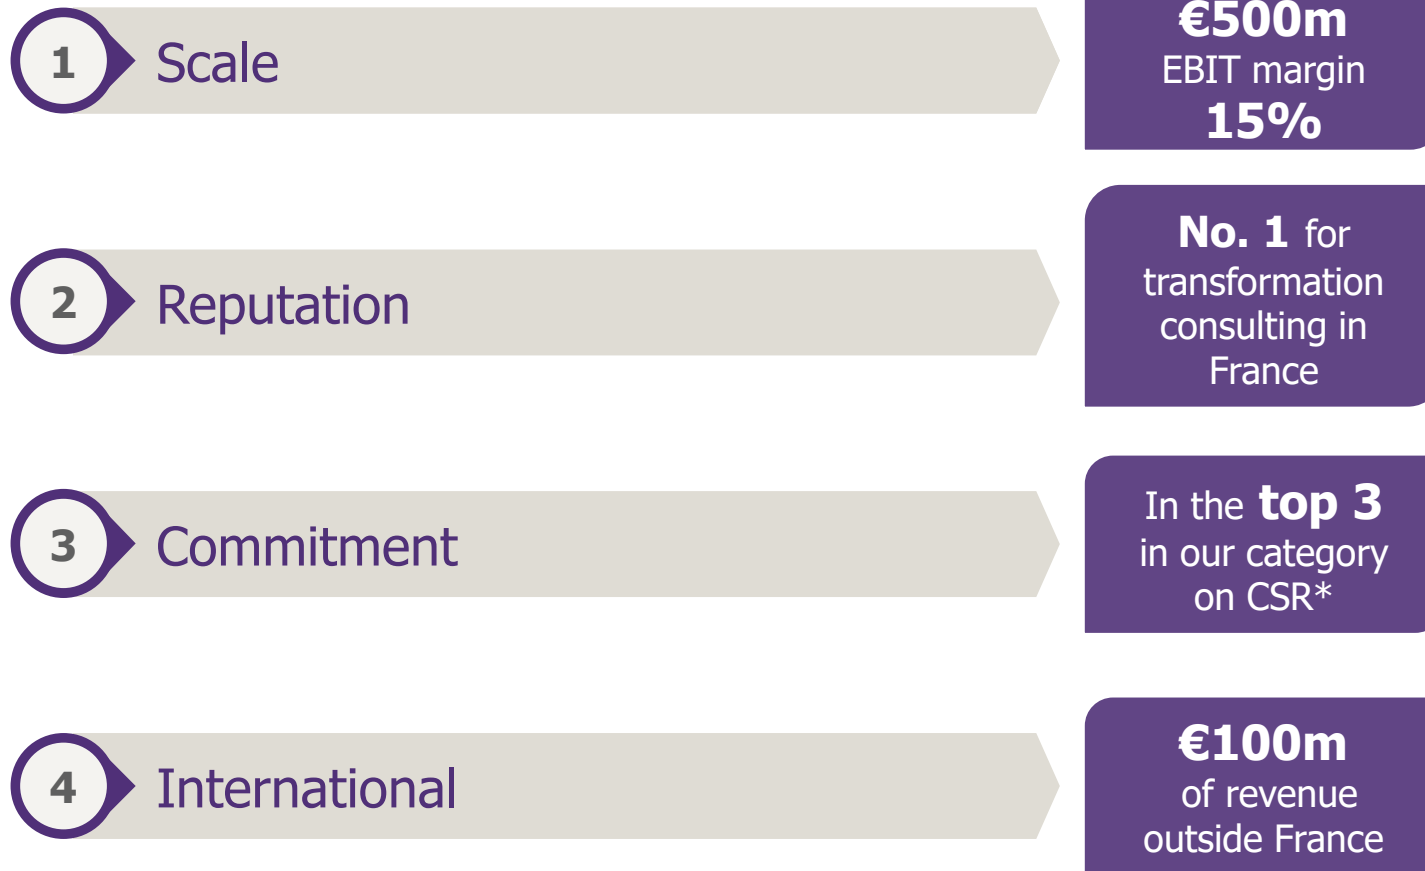 1
Scale
€500m
EBIT margin
15%
2
Reputation
No. 1 for
transformation
consulting in
France
3
Commitment
In the top 3
in our category
on CSR*
4
International
€100m
of revenue
outside France